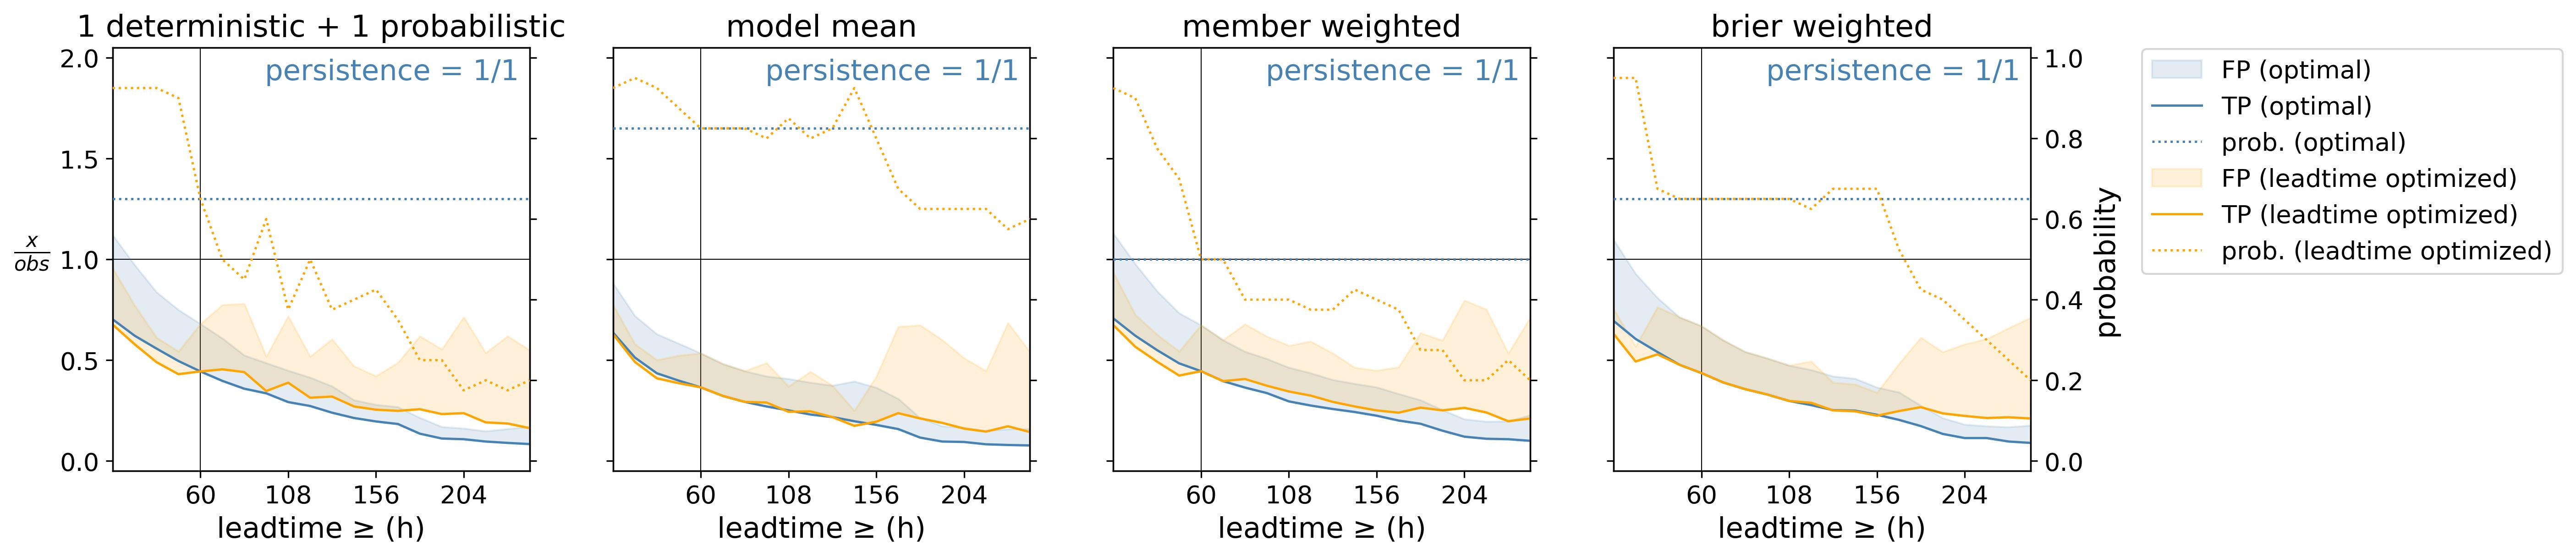 1 deterministic + 1 probabilistic
model mean
member weighted
brier weighted
persistence = 1/1
persistence = 1/1
persistence = 1/1
persistence = 1/1
2.0
1.5
1.0
0.5
0.0
x
obs
1.0
0.8
0.6
0.4
0.2
0.0
probability
60 108 156 204
60 108 156 204
60 108 156 204
60 108 156 204
leadtime ≥ (h)
leadtime ≥ (h)
leadtime ≥ (h)
leadtime ≥ (h)
FP (optimal)
TP (optimal)
prob. (optimal)
FP (leadtime optimized)
TP (leadtime optimized)
prob. (leadtime optimized)